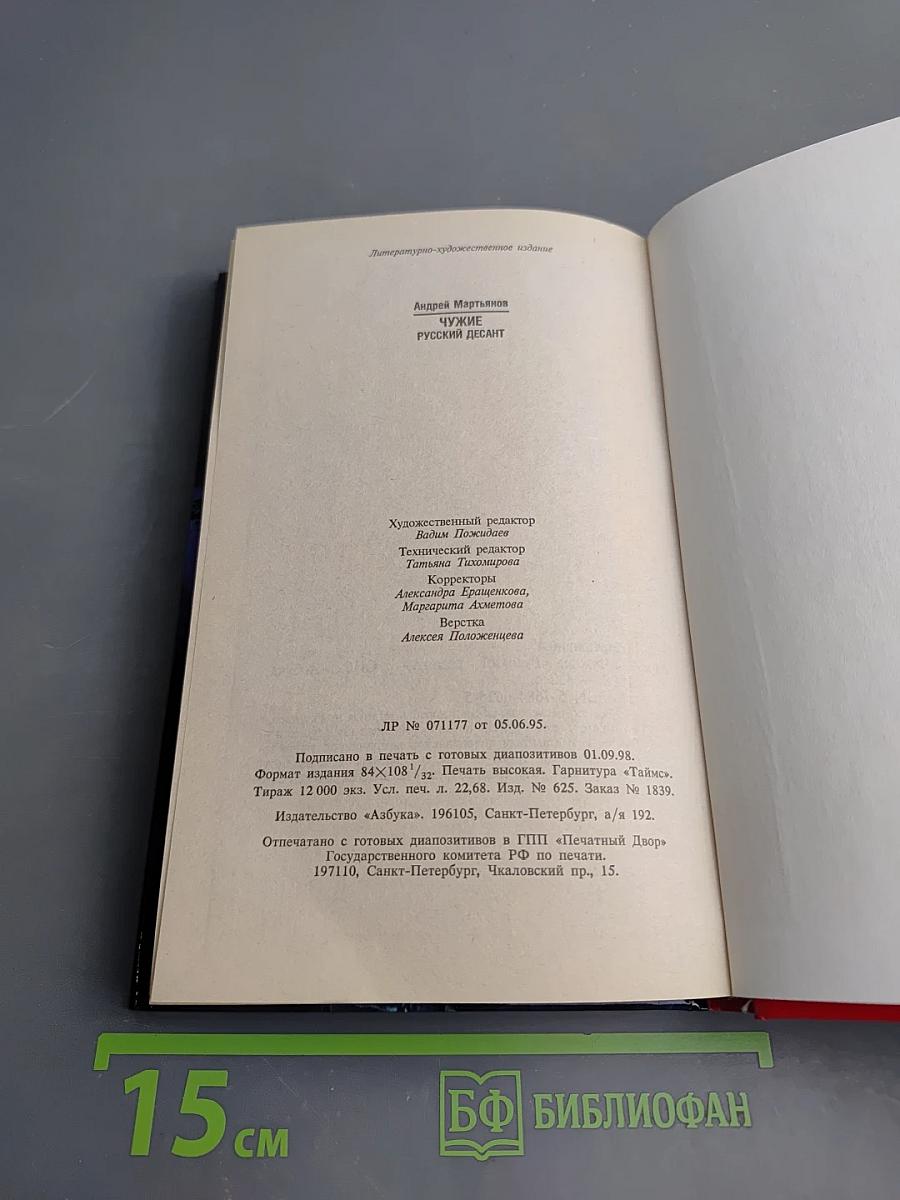 Литературно-художественное издание
Андрей Мартьянов
ЧУЖИЕ
РУССКИЙ ДЕСАНТ
Художественный редактор
Вадим Пожидаев
Технический редактор
Татьяна Тихомирова
Корректоры
Александра Еращенкова,
Маргарита Ахметова
Верстка
Алексея Положенцева
ЛР № 071177 от 05.06.95.
Подписано в печать с готовых диапозитивов 01.09.98.
Формат издания 84×108 1/32. Печать высокая. Гарнитура «Таймс».
Тираж 12 000 экз. Усл. печ. л. 22,68. Изд. № 625. Заказ № 1839.
Издательство «Азбука». 196105, Санкт-Петербург, а/я 192.
Отпечатано с готовых диапозитивов в ГПП «Печатный Двор»
Государственного комитета РФ по печати.
197110, Санкт-Петербург, Чкаловский пр., 15.
15 см
БФ БИБЛИОФАН